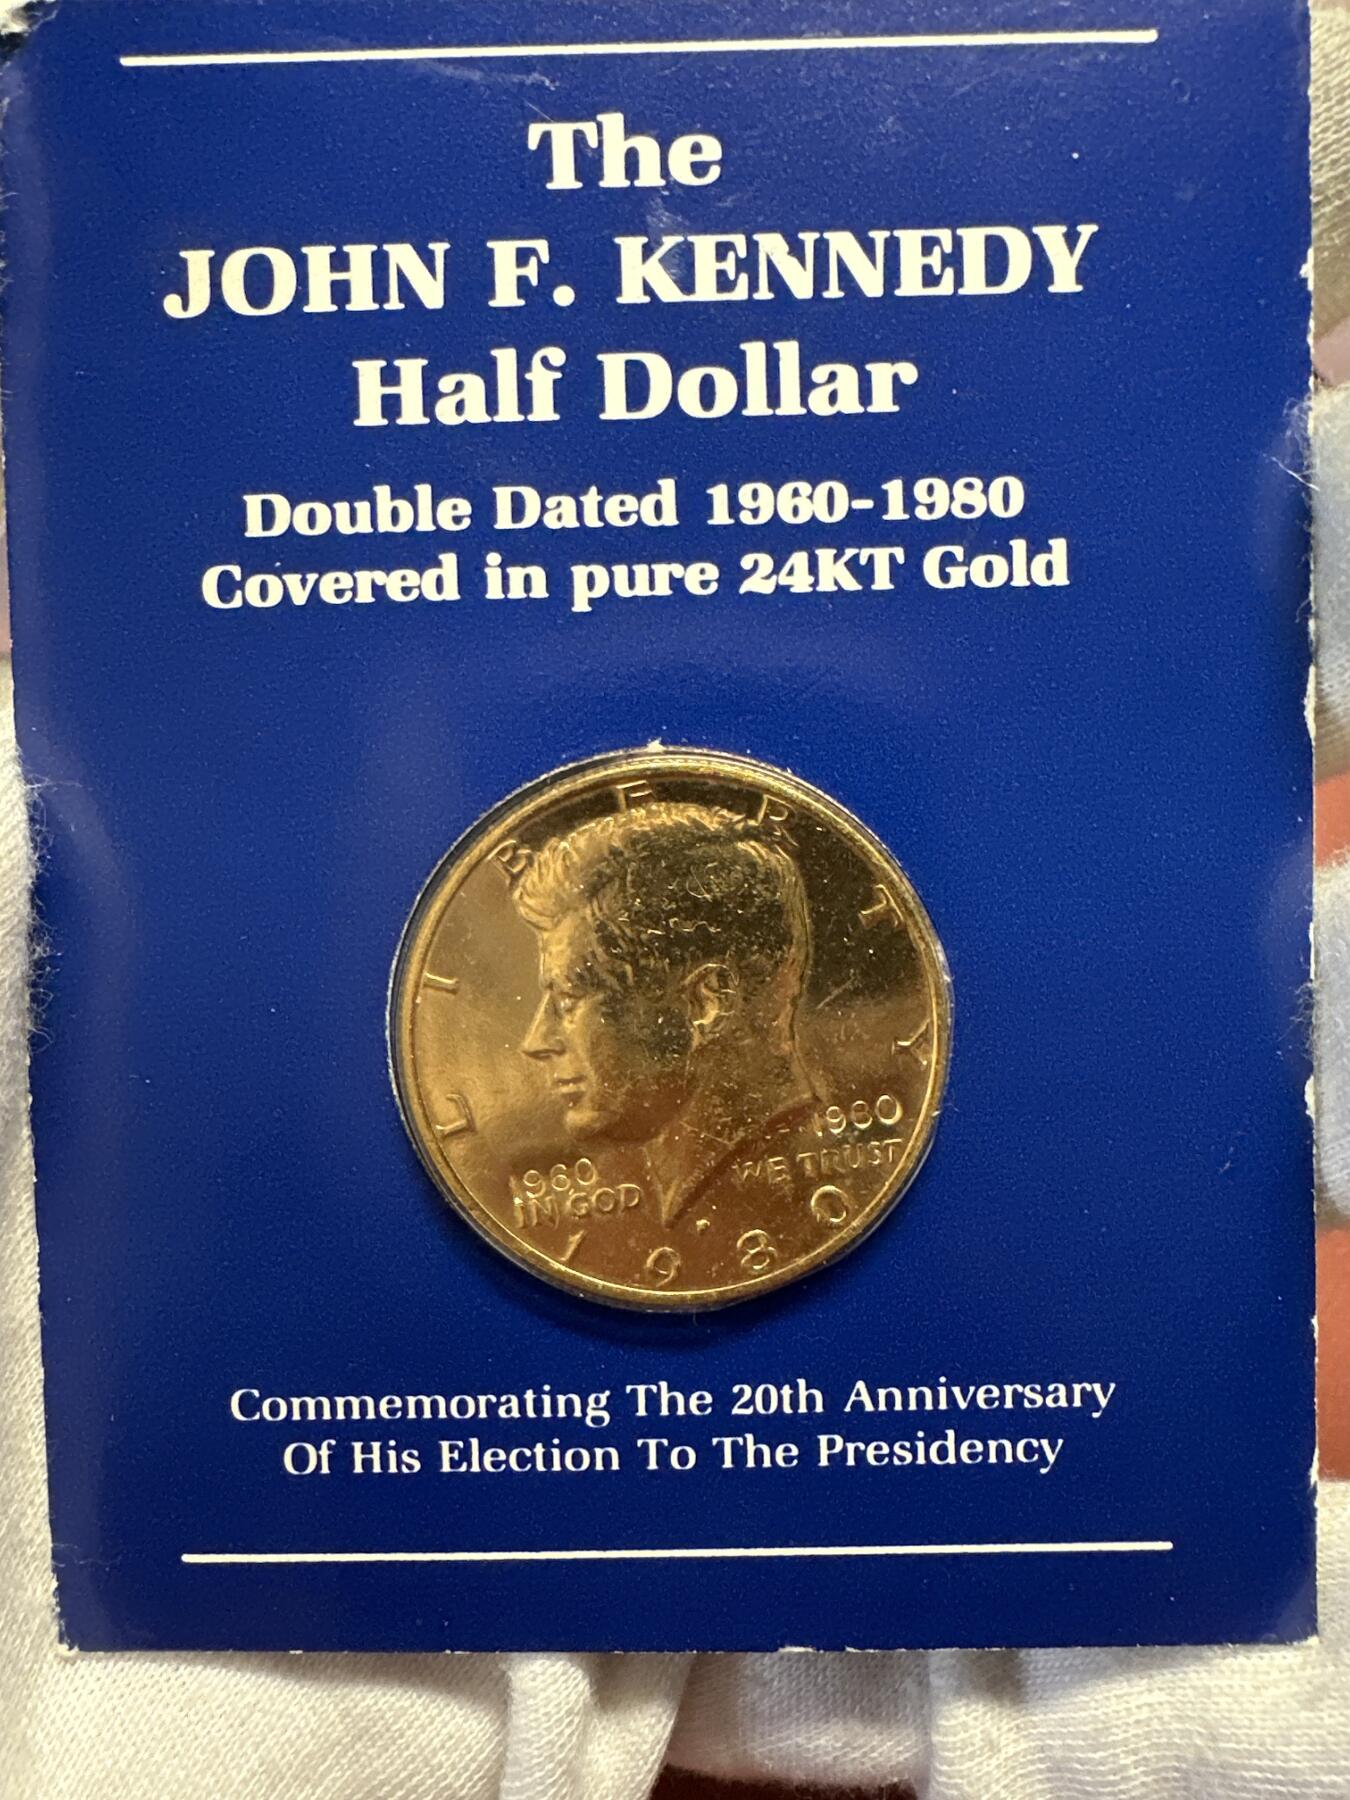 The
JOHN F. KENNEDY
Half Dollar
Double Dated 1960-1980
Covered in pure 24KT Gold
LIBERTY
1960
1980
IN GOD
WE TRUST
1980
Commemorating The 20th Anniversary
Of His Election To The Presidency